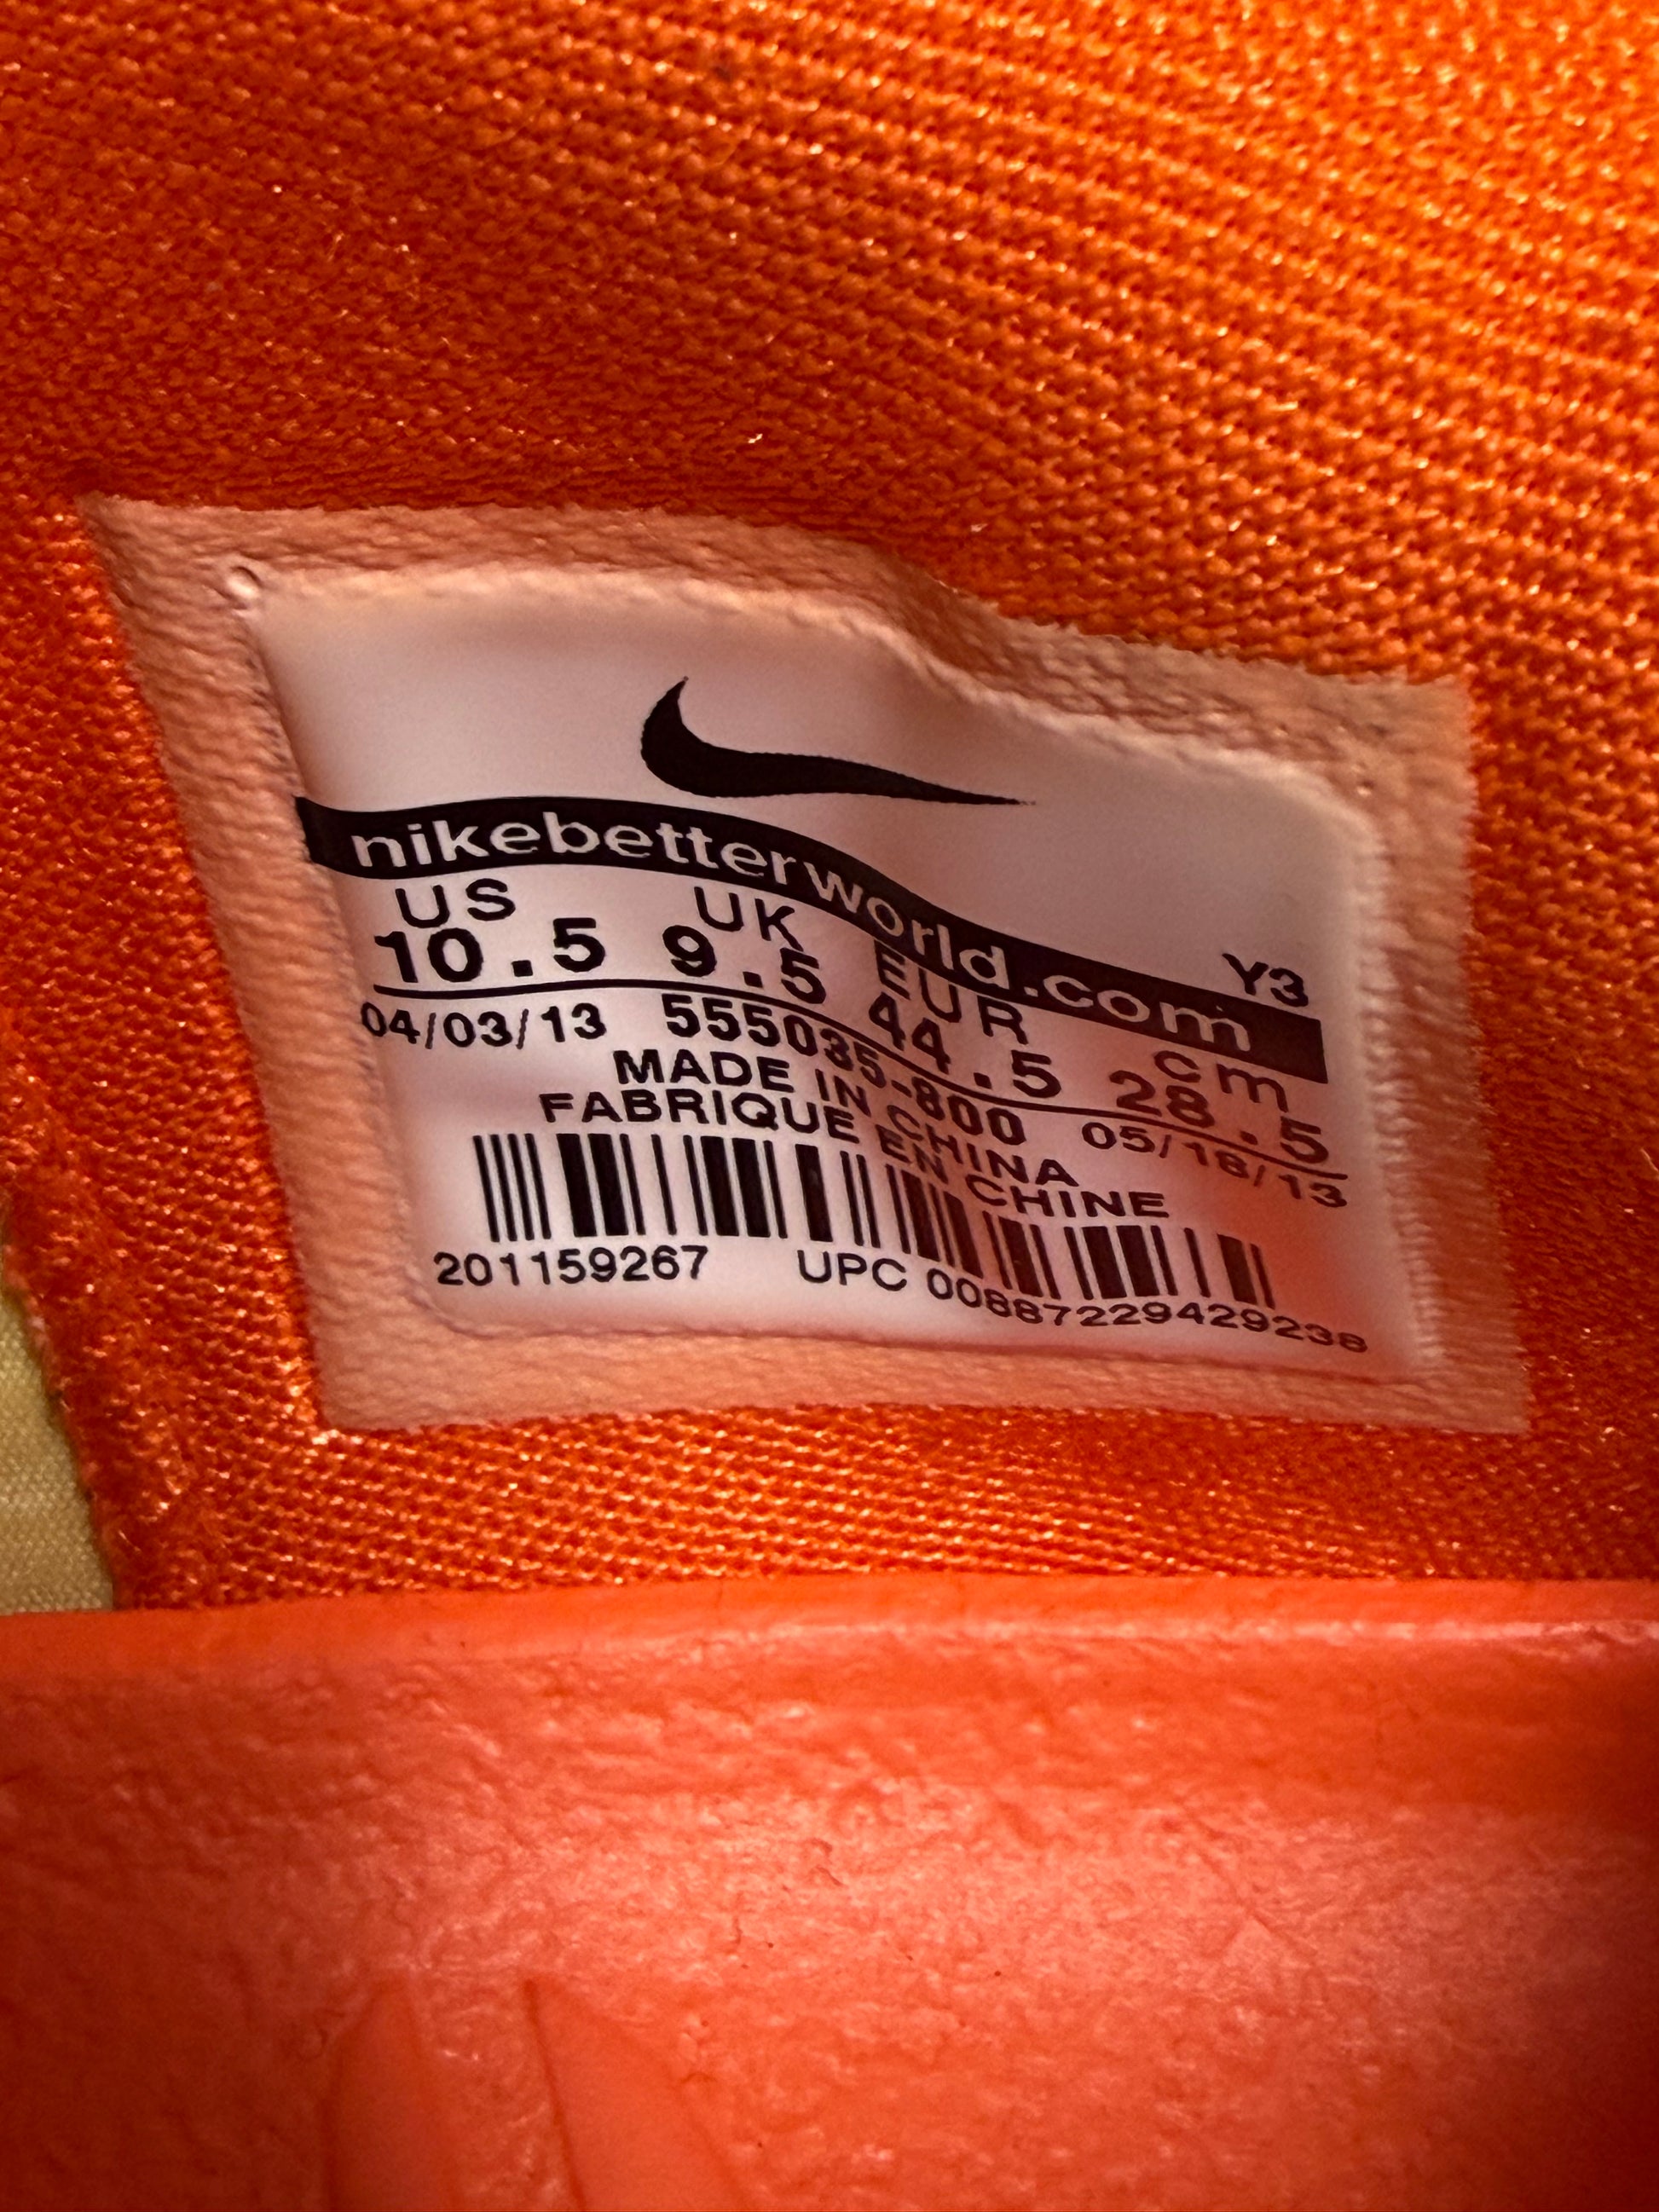 nikebetterworld.com Y3
US UK EUR cm
10.5 9.5 44.5 28.5
04/03/13 555035-800 05/18/13
MADE IN CHINA
FABRIQUE EN CHINE
201159267 UPC 00887229429238